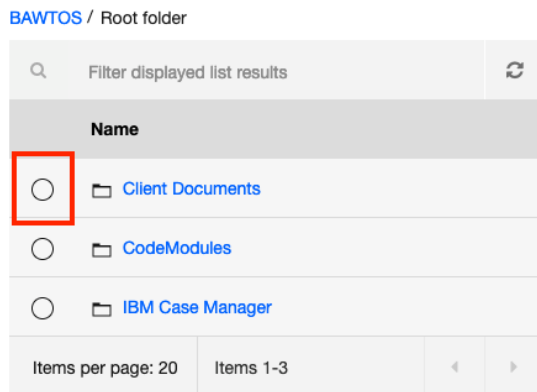 BAWTOS / Root folder
Filter displayed list results
Name
Client Documents
CodeModules
IBM Case Manager
Items per page: 20 Items 1-3